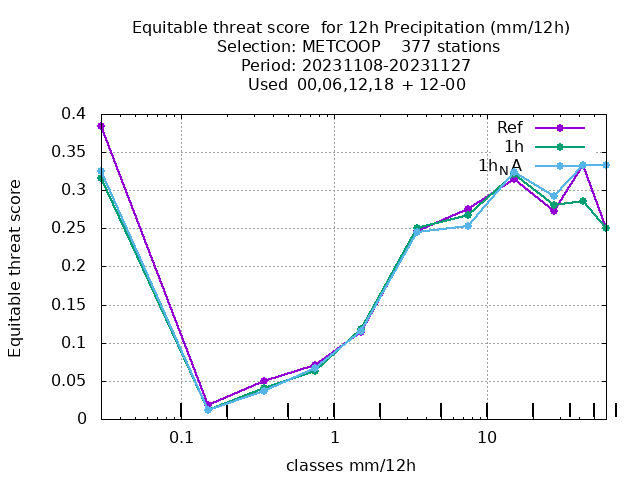 Equitable threat score  for 12h Precipitation (mm/12h)
Selection: METCOOP    377 stations
Period: 20231108-20231127
Used  00,06,12,18  + 12-00
Ref
1h
1hNA
0.4
0.35
0.3
0.25
0.2
0.15
0.1
0.05
0
Equitable threat score
0.1
1
10
classes mm/12h